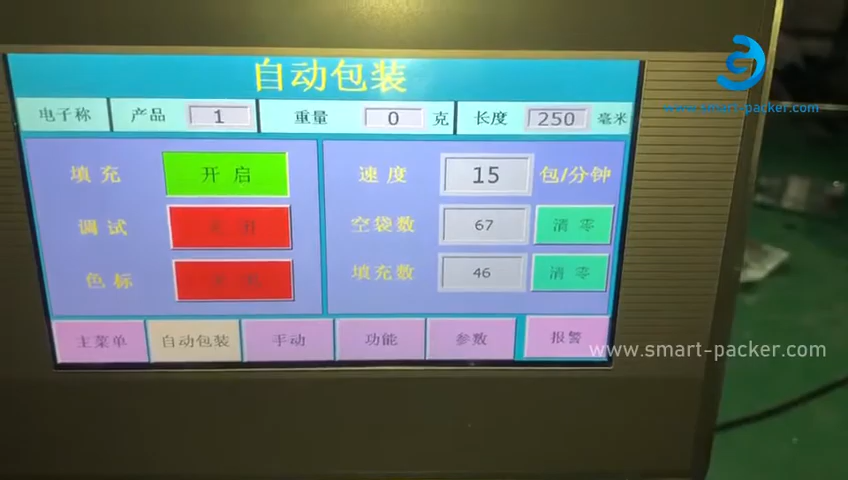 自动包装
www.smart-packer.com
电子称 产品 1 重量 0 克 长度 250 毫米
填充 开启 速度 15 包/分钟
调试 空袋数 67 清零
色标 填充数 46 清零
主菜单 自动包装 手动 功能 参数 报警
www.smart-packer.com